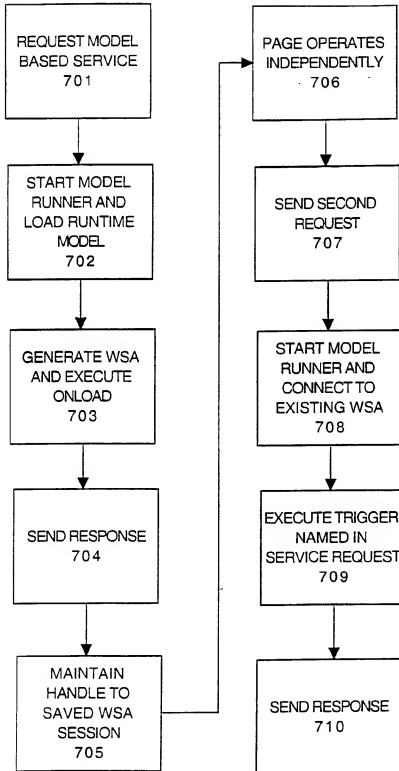 REQUEST MODEL
BASED SERVICE
701
START MODEL
RUNNER AND
LOAD RUNTIME
MODEL
702
GENERATE WSA
AND EXECUTE
ONLOAD
703
SEND RESPONSE
704
MAINTAIN
HANDLE TO
SAVED WSA
SESSION
705
PAGE OPERATES
INDEPENDENTLY
706
SEND SECOND
REQUEST
707
START MODEL
RUNNER AND
CONNECT TO
EXISTING WSA
708
EXECUTE TRIGGER
NAMED IN
SERVICE REQUEST
709
SEND RESPONSE
710